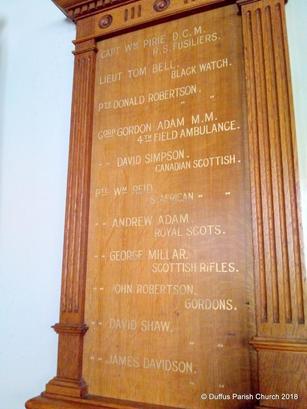 CAPT WM PIRIE D.C.M.
R.S. FUSILIERS.
LIEUT TOM BELL.
BLACK WATCH.
PTE DONALD ROBERTSON.
" "
CORP GORDON ADAM M.M.
4TH FIELD AMBULANCE.
" " DAVID SIMPSON.
CANADIAN SCOTTISH.
PTE WM REID.
S. AFRICAN " "
" " ANDREW ADAM.
ROYAL SCOTS.
" " GEORGE MILLAR.
SCOTTISH RIFLES.
" " JOHN ROBERTSON.
GORDONS.
" " DAVID SHAW.
" "
" " JAMES DAVIDSON.
" "
© Duffus Parish Church 2018